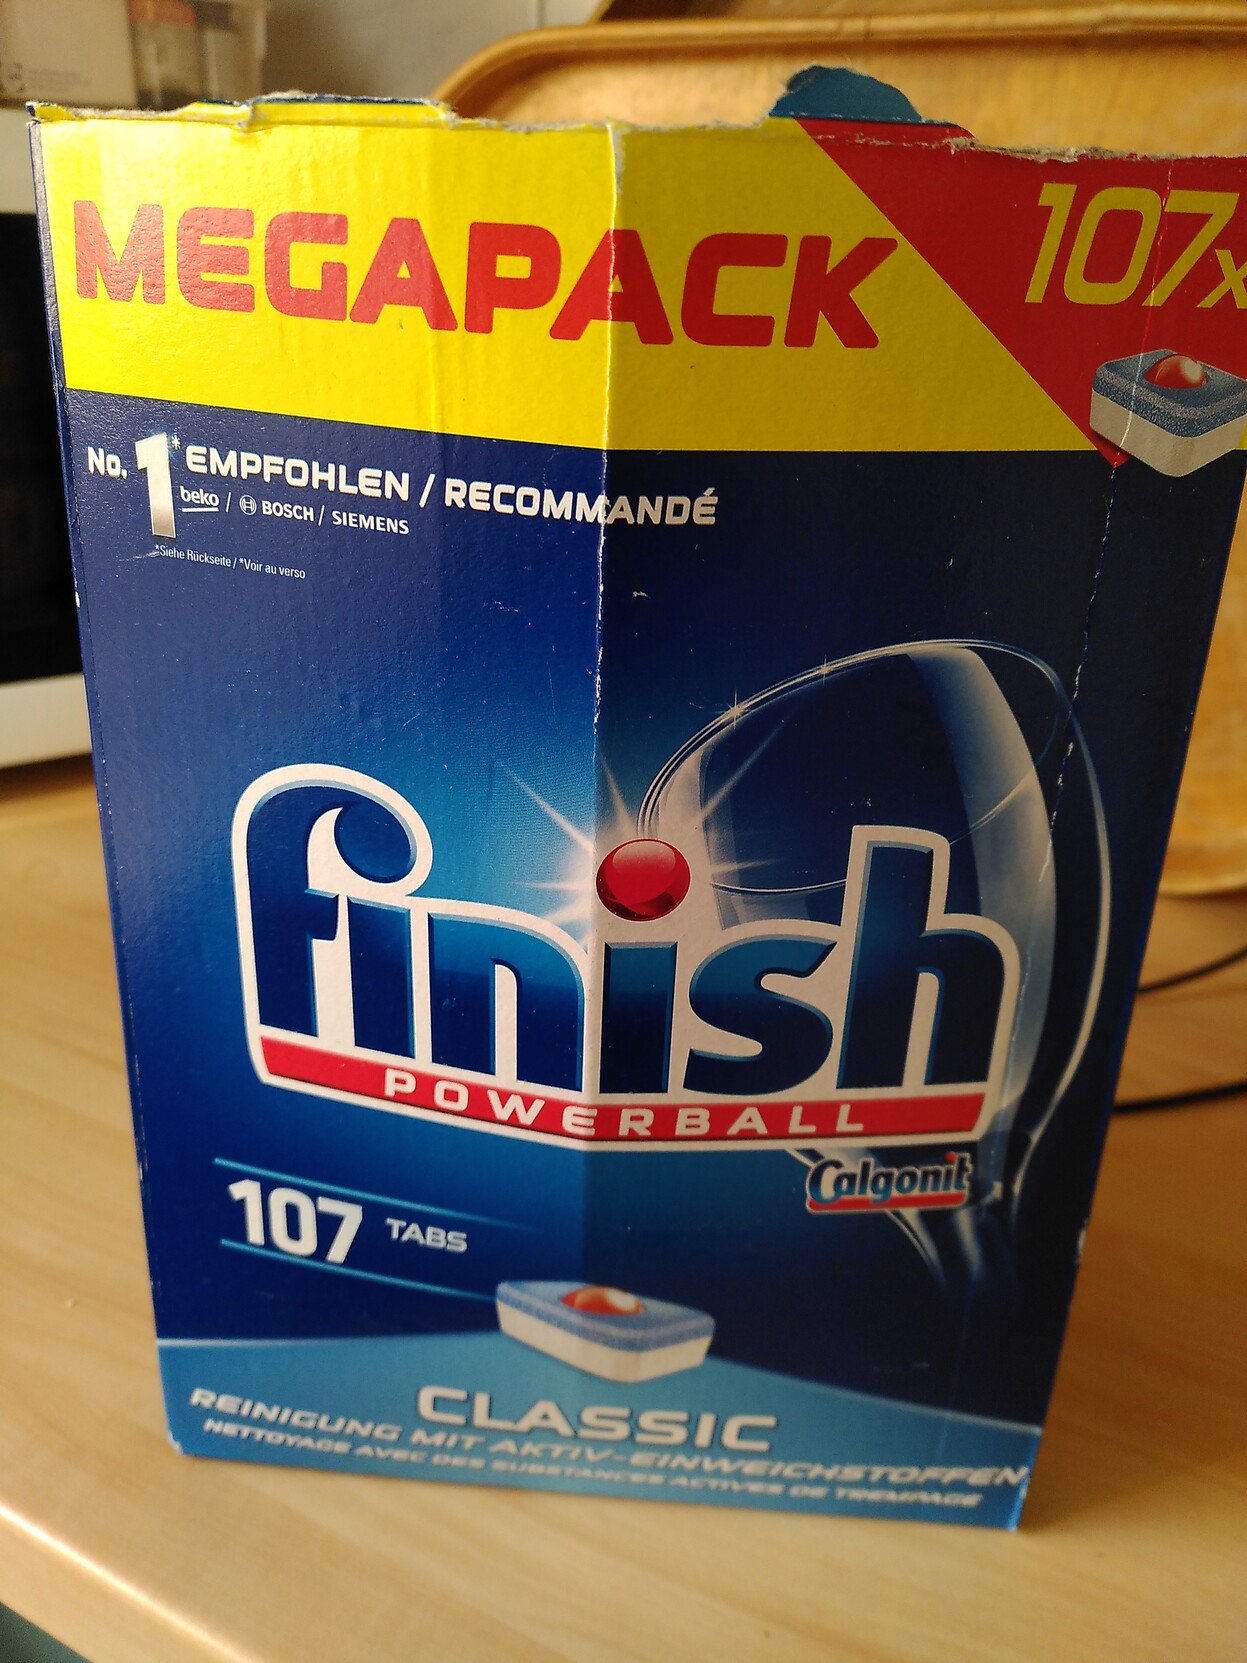 MEGAPACK
107x
No. 1* EMPFOHLEN / RECOMMANDÉ
beko / BOSCH / SIEMENS
*Siehe Rückseite / *Voir au verso
finish
POWERBALL
Calgonit
107 TABS
CLASSIC
REINIGUNG MIT AKTIV-EINWEICHSTOFFEN
NETTOYAGE AVEC DES SUBSTANCES ACTIVES DE TREMPAGE